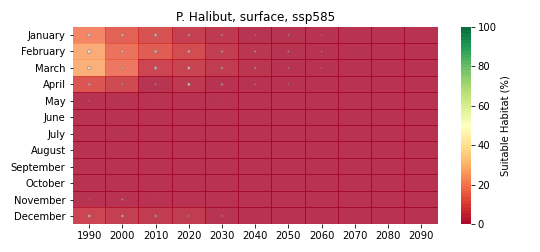 P. Halibut, surface, ssp585
January
February
March
April
May
June
July
August
September
October
November
December
1990 2000 2010 2020 2030 2040 2050 2060 2070 2080 2090
100
80
60
40
20
0
Suitable Habitat (%)